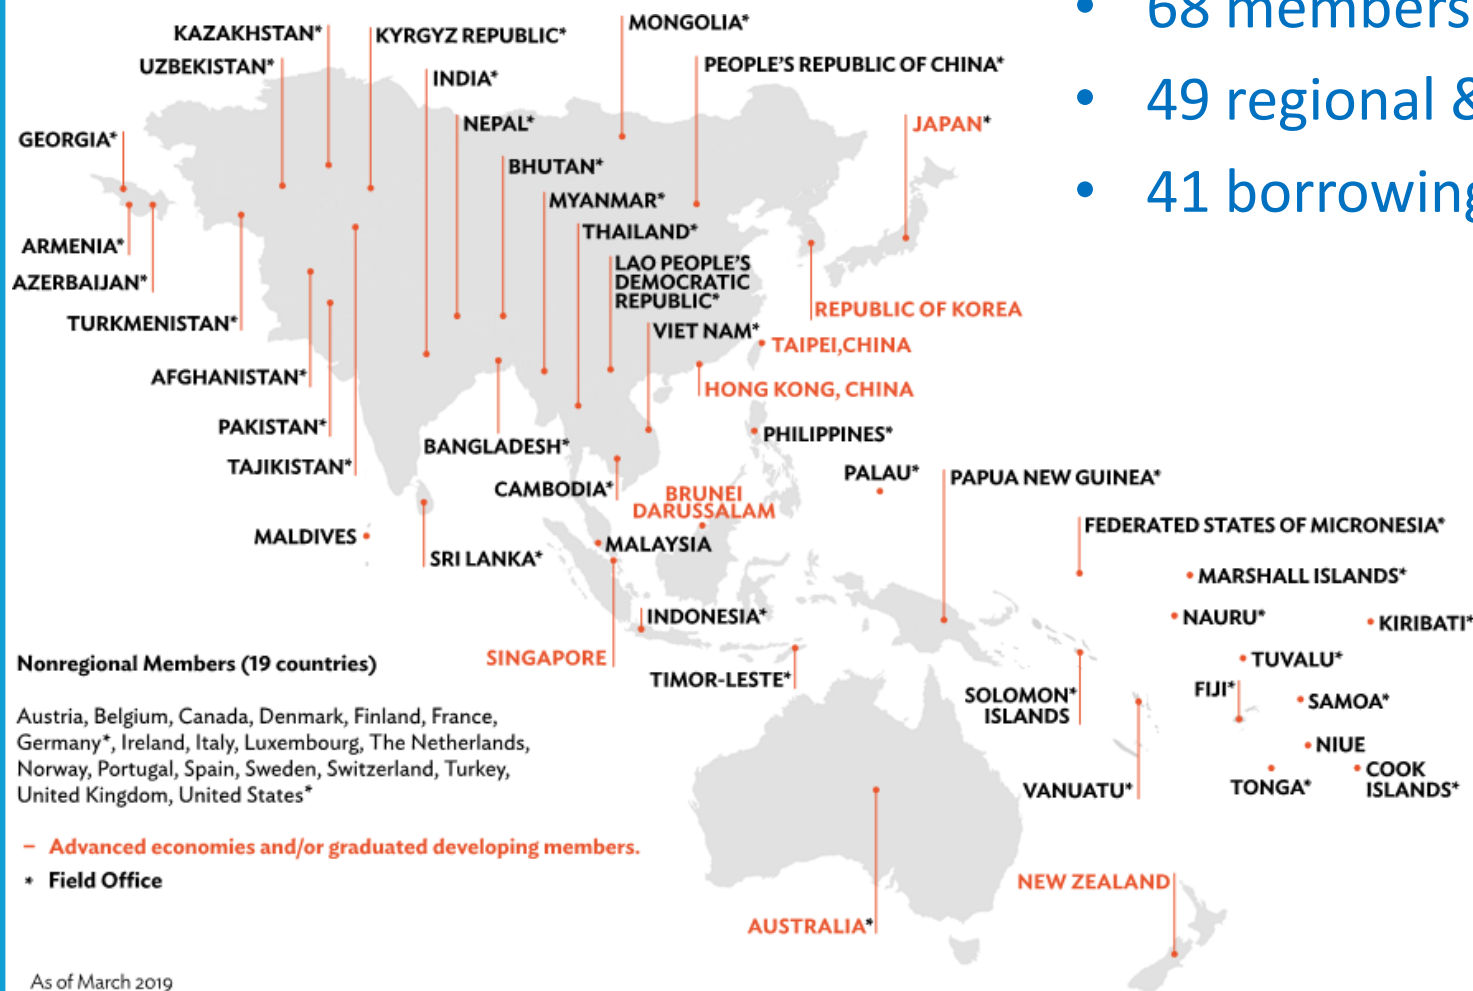 • 68 members
• 49 regional &
• 41 borrowing
KAZAKHSTAN*
KYRGYZ REPUBLIC*
MONGOLIA*
UZBEKISTAN*
INDIA*
PEOPLE'S REPUBLIC OF CHINA*
GEORGIA*
NEPAL*
JAPAN*
BHUTAN*
MYANMAR*
THAILAND*
ARMENIA*
LAO PEOPLE'S
DEMOCRATIC
REPUBLIC*
AZERBAIJAN*
TURKMENISTAN*
REPUBLIC OF KOREA
VIET NAM*
TAIPEI,CHINA
AFGHANISTAN*
HONG KONG, CHINA
PAKISTAN*
BANGLADESH*
PHILIPPINES*
TAJIKISTAN*
PALAU*
PAPUA NEW GUINEA*
CAMBODIA*
BRUNEI
DARUSSALAM
FEDERATED STATES OF MICRONESIA*
MALDIVES
SRI LANKA*
MALAYSIA
MARSHALL ISLANDS*
INDONESIA*
NAURU*
KIRIBATI*
SINGAPORE
TUVALU*
TIMOR-LESTE*
SOLOMON*
ISLANDS
FIJI*
SAMOA*
NIUE
VANUATU*
TONGA*
COOK
ISLANDS*
NEW ZEALAND
AUSTRALIA*
Nonregional Members (19 countries)
Austria, Belgium, Canada, Denmark, Finland, France,
Germany*, Ireland, Italy, Luxembourg, The Netherlands,
Norway, Portugal, Spain, Sweden, Switzerland, Turkey,
United Kingdom, United States*
– Advanced economies and/or graduated developing members.
* Field Office
As of March 2019